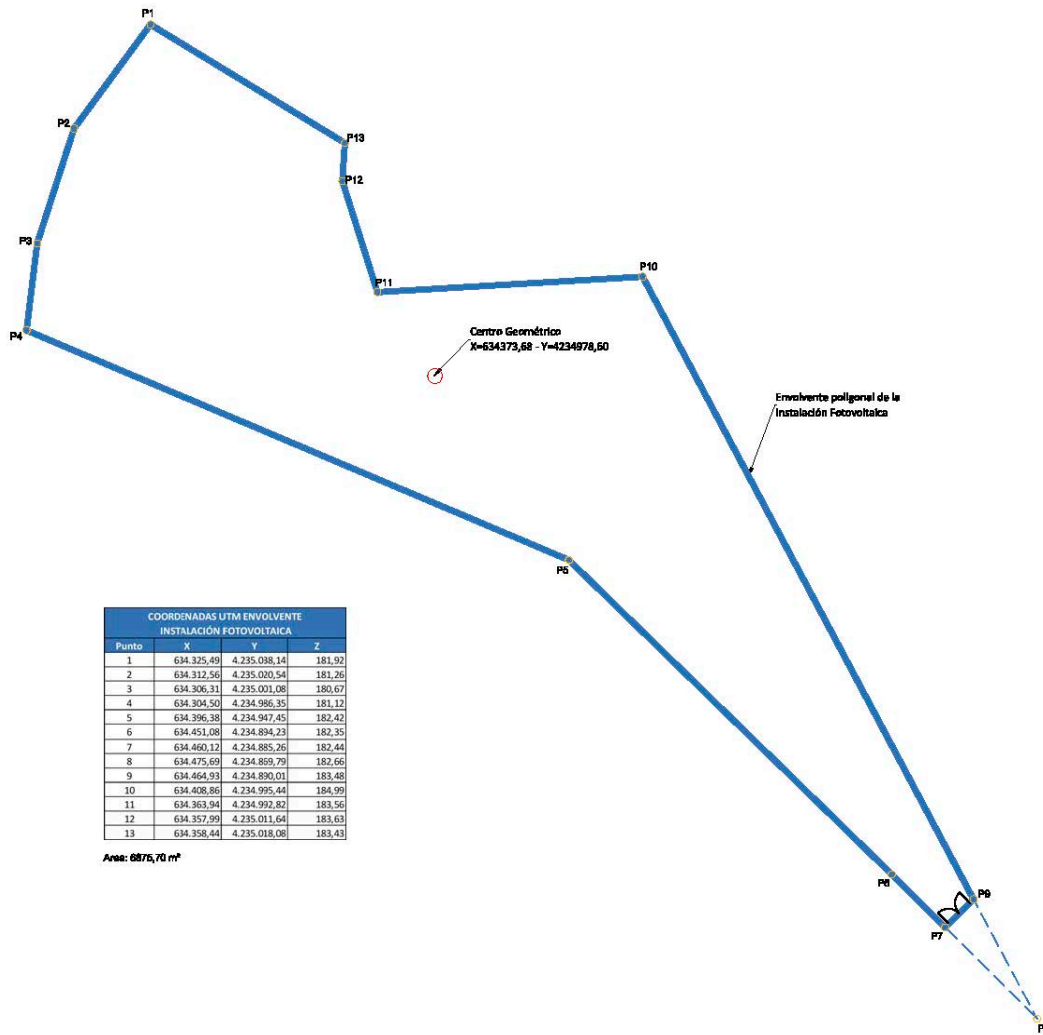 P1
P2
P13
P12
P3
P10
P11
P4
Centro Geométrico
X=634373,68 - Y=4234978,60
Envolvente poligonal de la
Instalación Fotovoltaica
P5
COORDENADAS UTM ENVOLVENTE
INSTALACIÓN FOTOVOLTAICA
Punto X Y Z
1 634.325,49 4.235.038,14 181,92
2 634.312,56 4.235.020,54 181,26
3 634.306,31 4.235.001,08 180,67
4 634.304,50 4.234.986,35 181,12
5 634.396,38 4.234.947,45 182,42
6 634.451,08 4.234.894,23 182,35
7 634.460,12 4.234.885,26 182,44
8 634.475,69 4.234.869,79 182,66
9 634.464,93 4.234.890,01 183,48
10 634.408,86 4.234.995,44 184,99
11 634.363,94 4.234.992,82 183,56
12 634.357,99 4.235.011,64 183,63
13 634.358,44 4.235.018,08 183,43
Area: 6876,70 m²
P6
P9
P7
P